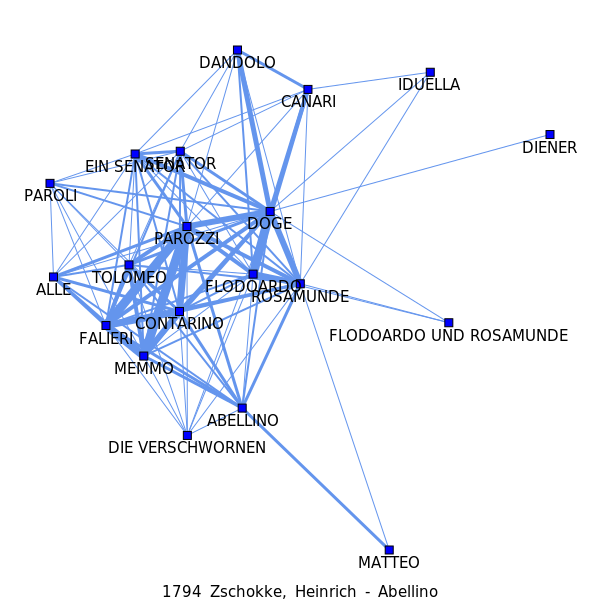 DANDOLO
IDUELLA
CANARI
DIENER
SENATOR
EIN SENATOR
PAROLI
DOGE
PAROZZI
TOLOMEO
FLODOARDO
ALLE
ROSAMUNDE
CONTARINO
FLODOARDO UND ROSAMUNDE
FALIERI
MEMMO
ABELLINO
DIE VERSCHWORNEN
MATTEO
1794 Zschokke, Heinrich - Abellino